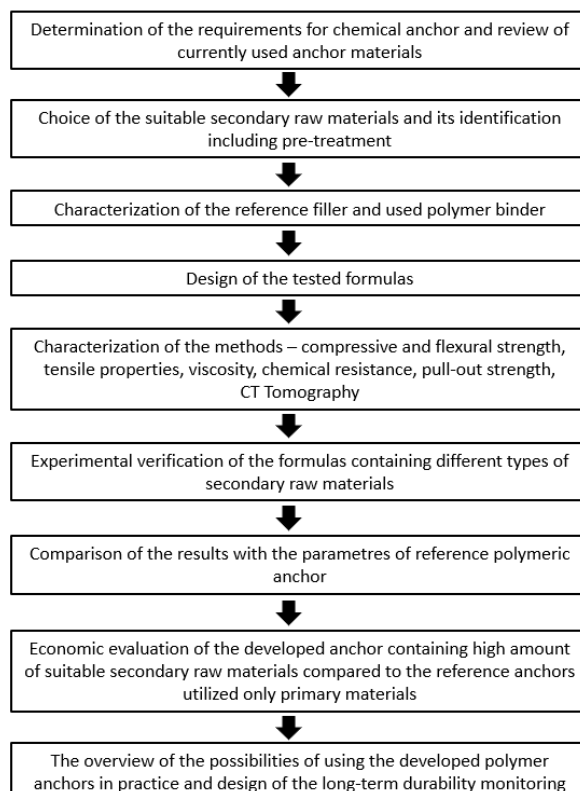 Determination of the requirements for chemical anchor and review of
currently used anchor materials
Choice of the suitable secondary raw materials and its identification
including pre-treatment
Characterization of the reference filler and used polymer binder
Design of the tested formulas
Characterization of the methods – compressive and flexural strength,
tensile properties, viscosity, chemical resistance, pull-out strength,
CT Tomography
Experimental verification of the formulas containing different types of
secondary raw materials
Comparison of the results with the parametres of reference polymeric
anchor
Economic evaluation of the developed anchor containing high amount
of suitable secondary raw materials compared to the reference anchors
utilized only primary materials
The overview of the possibilities of using the developed polymer
anchors in practice and design of the long-term durability monitoring